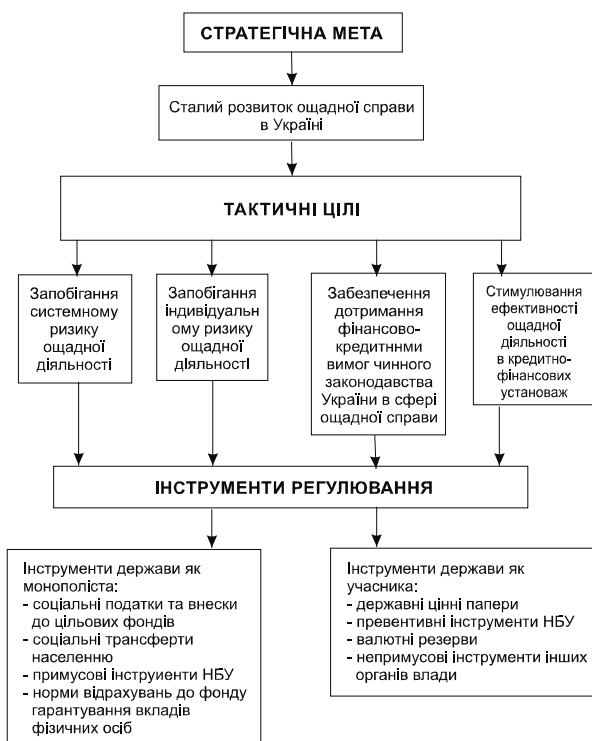 СТРАТЕГІЧНА МЕТА
Сталий розвиток ощадної справи
в Україні
ТАКТИЧНІ ЦІЛІ
Запобігання
системному
ризику
ощадної
діяльності
Запобігання
індивідуальн
ому ризику
ощадної
діяльності
Забезпечення
дотримання
фінансово-
кредитннми
вимог чинного
законодавства
України в сфері
ощадної справи
Стимулювання
ефективності
ощадної
діяльності
в кредитно-
фінансових
установаж
ІНСТРУМЕНТИ РЕГУЛЮВАННЯ
Інструменти держави як
монополіста:
- соціальні податки та внески
до цільових фондів
- соціальні трансферти
населенню
- примусові інструиенти НБУ
- норми відрахувань до фонду
гарантування вкладів
фізичних осіб
Інструменти держави як
учасника:
- державні цінні папери
- превентивні інструменти НБУ
- валютні резерви
- непримусові інструменти інших
органів влади